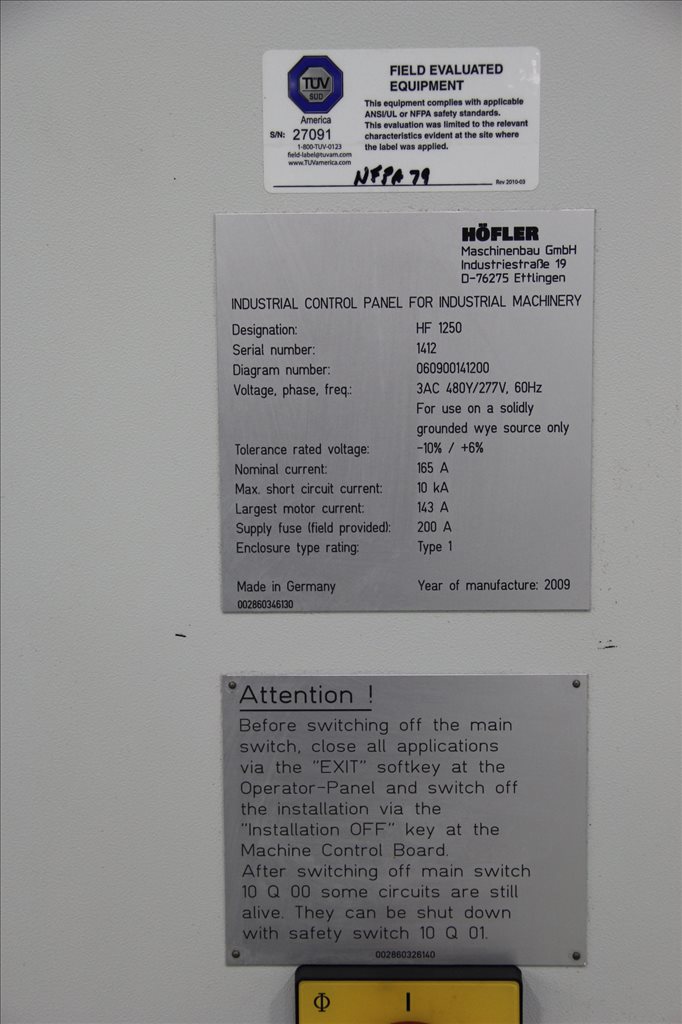 TÜV
SÜD
America
S/N: 27091
1-800-TUV-0123
field-label@tuvam.com
www.TUVamerica.com
FIELD EVALUATED
EQUIPMENT
This equipment complies with applicable
ANSI/UL or NFPA safety standards.
This evaluation was limited to the relevant
characteristics evident at the site where
the label was applied.
NFPA 79
Rev 2010-03
HÖFLER
Maschinenbau GmbH
Industriestraße 19
D-76275 Ettlingen
INDUSTRIAL CONTROL PANEL FOR INDUSTRIAL MACHINERY
Designation: HF 1250
Serial number: 1412
Diagram number: 060900141200
Voltage, phase, freq.: 3AC 480Y/277V, 60Hz
For use on a solidly
grounded wye source only
Tolerance rated voltage: -10% / +6%
Nominal current: 165 A
Max. short circuit current: 10 kA
Largest motor current: 143 A
Supply fuse (field provided): 200 A
Enclosure type rating: Type 1
Made in Germany Year of manufacture: 2009
002860346130
Attention !
Before switching off the main
switch, close all applications
via the "EXIT" softkey at the
Operator-Panel and switch off
the installation via the
"Installation OFF" key at the
Machine Control Board.
After switching off main switch
10 Q 00 some circuits are still
alive. They can be shut down
with safety switch 10 Q 01.
002860326140
Φ I